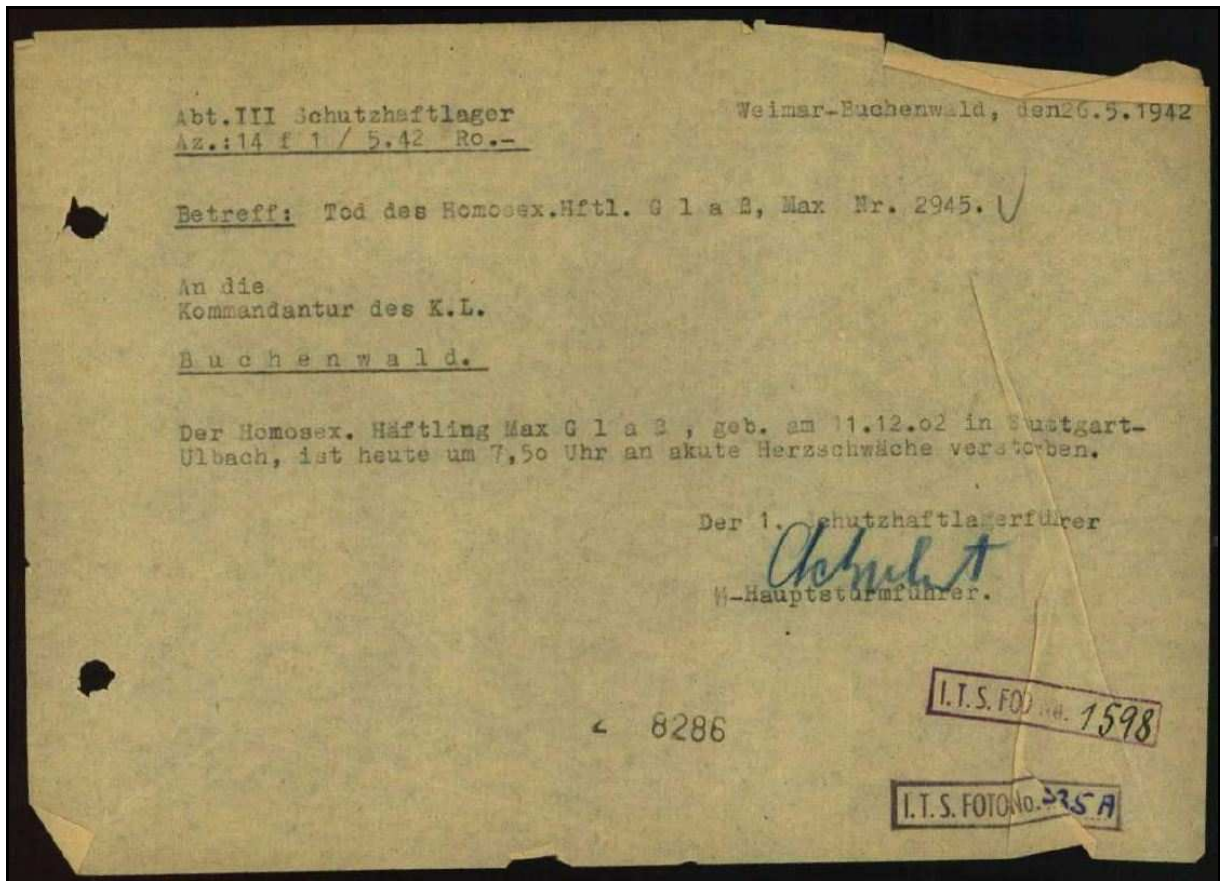 Abt.III Schutzhaftlager
Weimar-Buchenwald, den26.5.1942
Az.:14 f 1 / 5.42 Ro.-
Betreff: Tod des Homosex.Hftl. G l a ß, Max Nr. 2945.
An die
Kommandantur des K.L.
B u c h e n w a l d.
Der Homosex. Häftling Max G l a ß , geb. am 11.12.o2 in Stuttgart-
Ulbach, ist heute um 7,5o Uhr an akute Herzschwäche verstorben.
Der 1. Schutzhaftlagerführer
-Hauptsturmführer.
8286
I.T.S. FOTO No. 1598
I.T.S. FOTO No. A